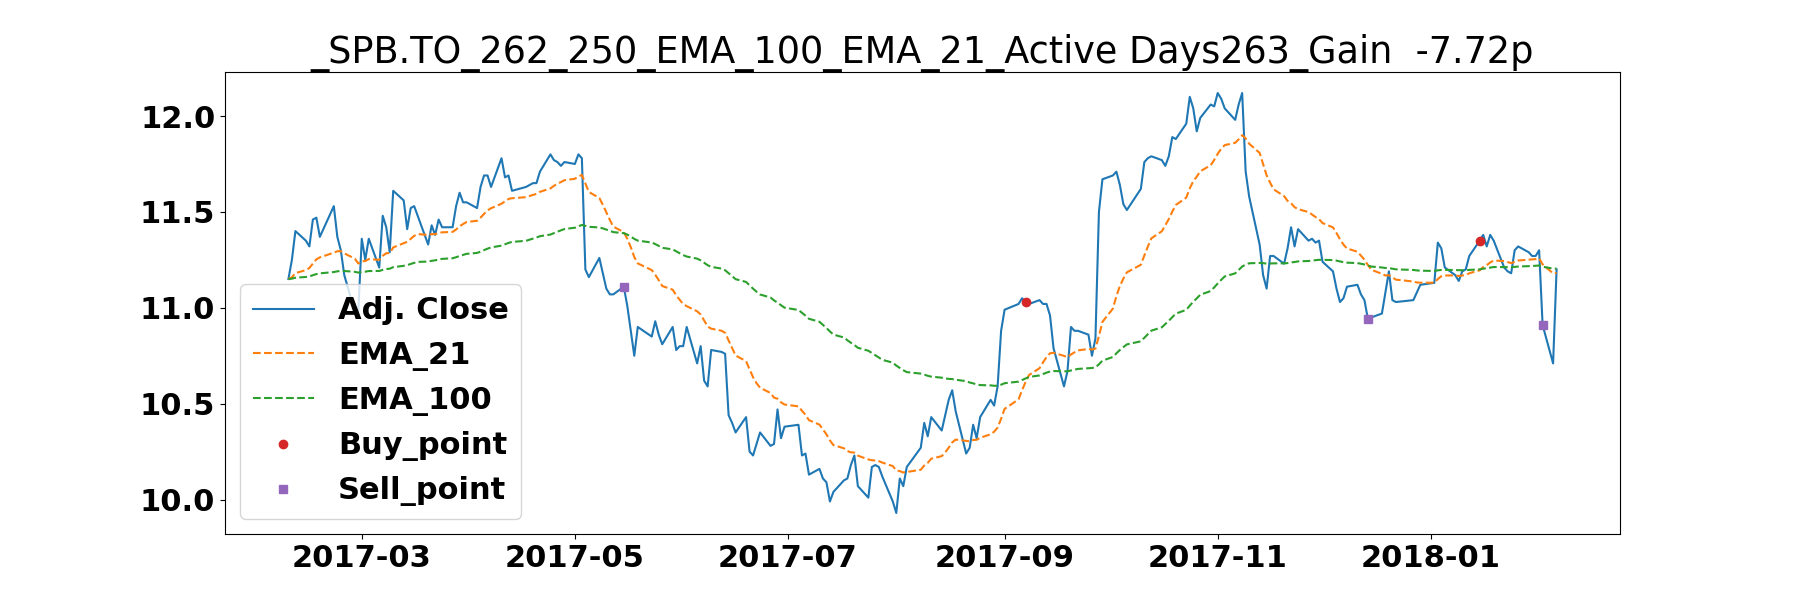 _SPB.TO_262_250_EMA_100_EMA_21_Active Days263_Gain  -7.72p
12.0
11.5
11.0
10.5
10.0
Adj. Close
EMA_21
EMA_100
Buy_point
Sell_point
2017-03 2017-05 2017-07 2017-09 2017-11 2018-01